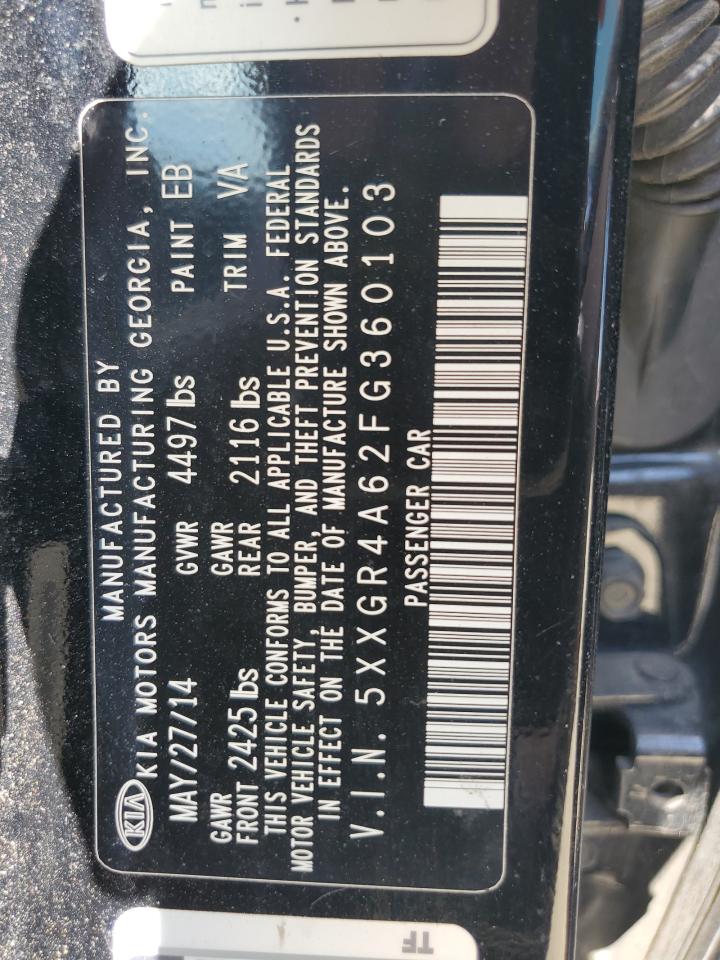 MANUFACTURED BY
KIA KIA MOTORS MANUFACTURING GEORGIA, INC.
MAY/27/14 GVWR 4497 lbs PAINT EB
GAWR FRONT 2425 lbs GAWR REAR 2116 lbs TRIM VA
THIS VEHICLE CONFORMS TO ALL APPLICABLE U.S.A. FEDERAL
MOTOR VEHICLE SAFETY, BUMPER, AND THEFT PREVENTION STANDARDS
IN EFFECT ON THE DATE OF MANUFACTURE SHOWN ABOVE.
V.I.N. 5XXGR4A62FG360103
PASSENGER CAR
TF